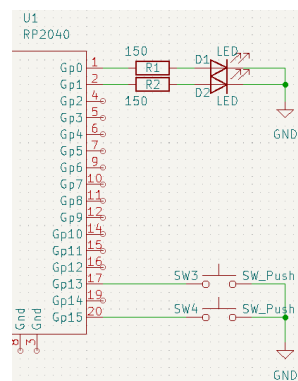 U1
RP2040
150
D1
LED
Gp0
1
R1
Gp1
2
R2
Gp2
4
150
D2
LED
Gp3
5
Gp4
6
Gp5
7
GND
Gp6
9
Gp7
10
Gp8
11
Gp9
12
Gp10
14
Gp11
15
Gp12
16
SW3
SW_Push
Gp13
17
Gp14
19
SW4
SW_Push
Gp15
20
Gnd
Gnd
8
3
GND